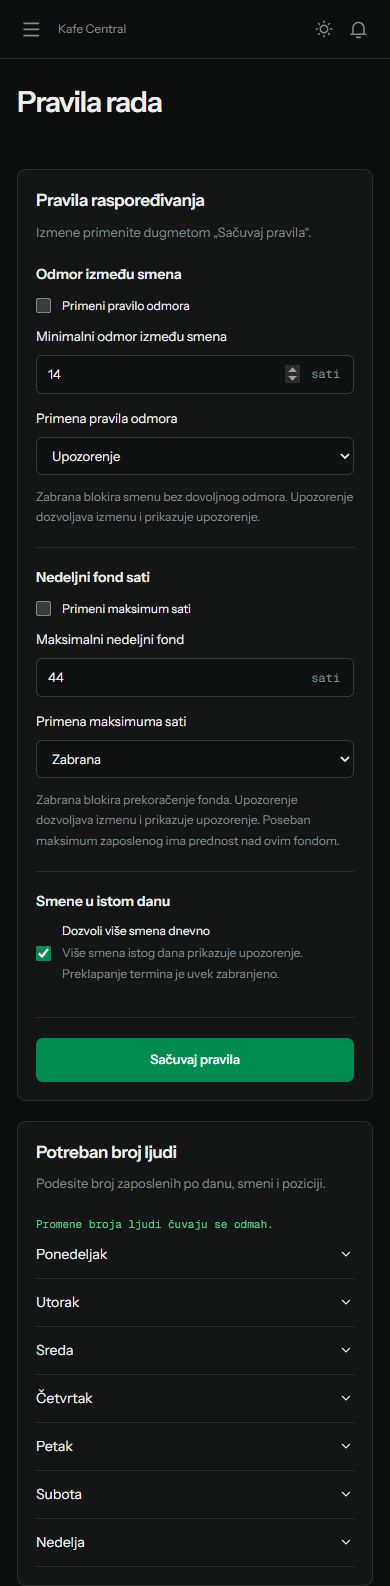 Kafe Central
Pravila rada
Pravila raspoređivanja
Izmene primenite dugmetom „Sačuvaj pravila“.
Odmor između smena
Primeni pravilo odmora
Minimalni odmor između smena
14 sati
Primena pravila odmora
Upozorenje
Zabrana blokira smenu bez dovoljnog odmora. Upozorenje
dozvoljava izmenu i prikazuje upozorenje.
Nedeljni fond sati
Primeni maksimum sati
Maksimalni nedeljni fond
44 sati
Primena maksimuma sati
Zabrana
Zabrana blokira prekoračenje fonda. Upozorenje
dozvoljava izmenu i prikazuje upozorenje. Poseban
maksimum zaposlenog ima prednost nad ovim fondom.
Smene u istom danu
Dozvoli više smena dnevno
Više smena istog dana prikazuje upozorenje.
Preklapanje termina je uvek zabranjeno.
Sačuvaj pravila
Potreban broj ljudi
Podesite broj zaposlenih po danu, smeni i poziciji.
Promene broja ljudi čuvaju se odmah.
Ponedeljak
Utorak
Sreda
Četvrtak
Petak
Subota
Nedelja